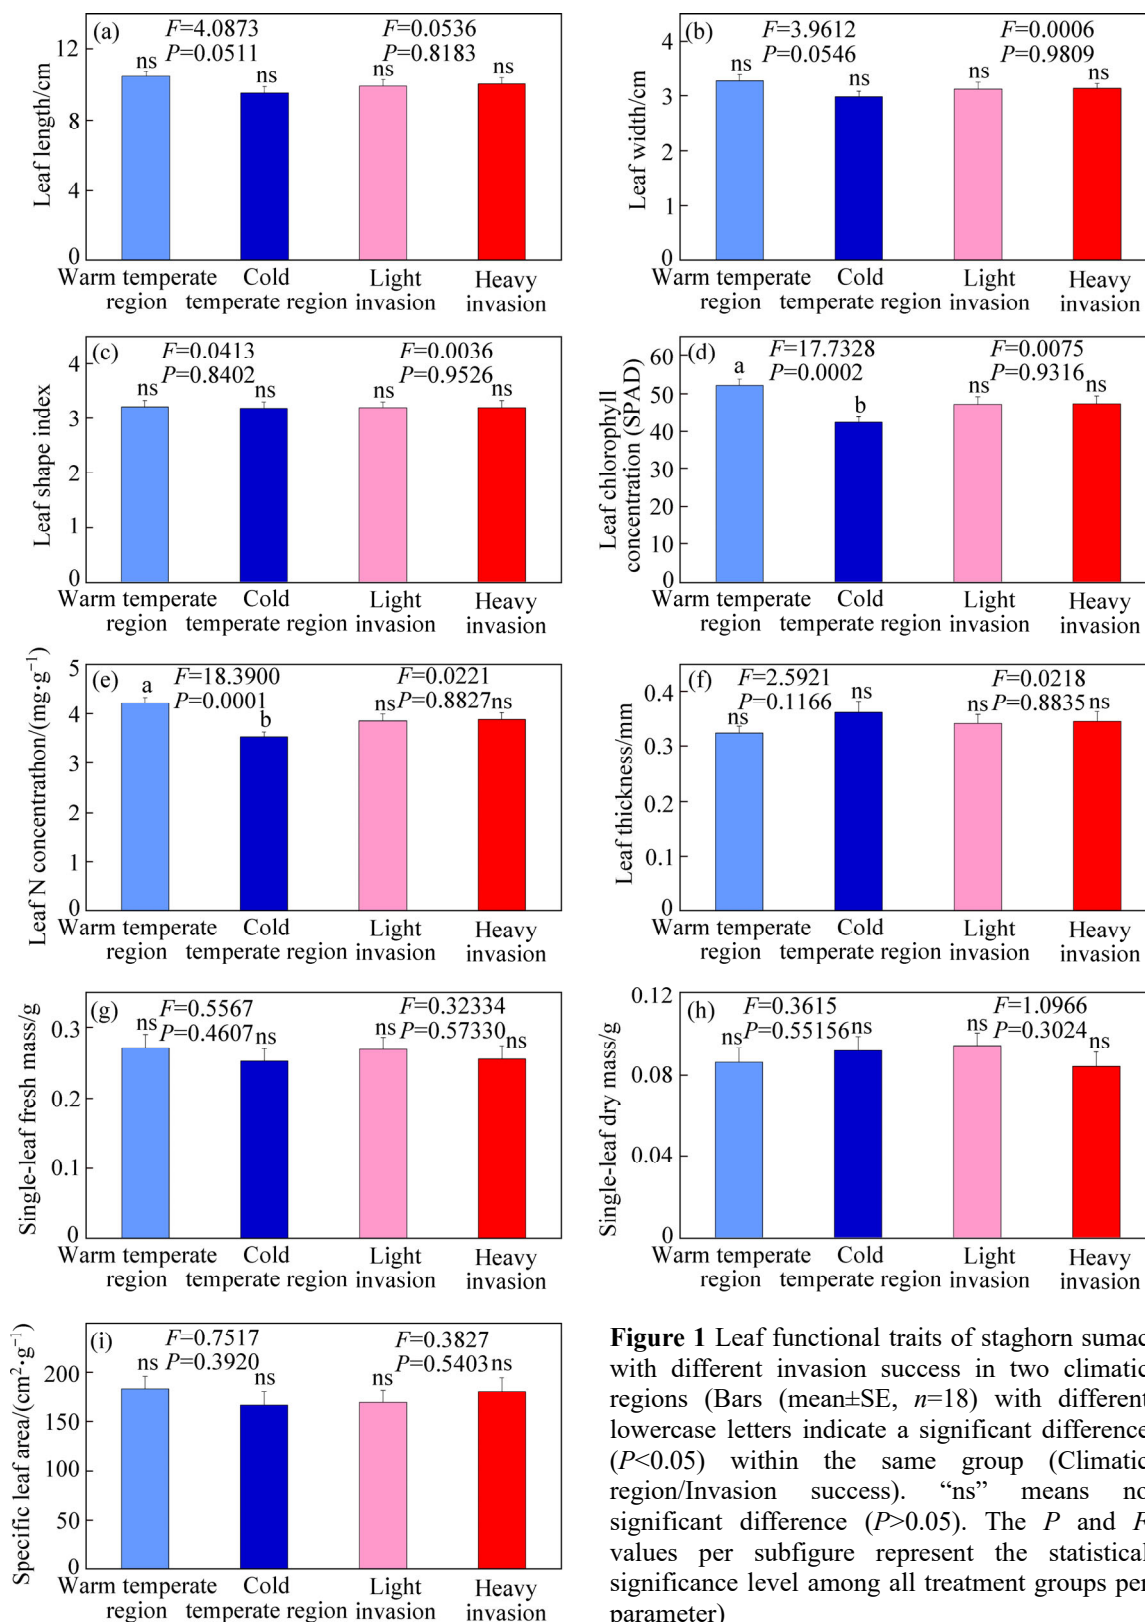 (a)
F=4.0873
P=0.0511
F=0.0536
P=0.8183
ns
ns
ns
ns
12
8
4
0
Leaf length/cm
Warm temperate
region
Cold
temperate region
Light
invasion
Heavy
invasion
(b)
F=3.9612
P=0.0546
F=0.0006
P=0.9809
ns
ns
ns
ns
4
3
2
1
0
Leaf width/cm
Warm temperate
region
Cold
temperate region
Light
invasion
Heavy
invasion
(c)
F=0.0413
P=0.8402
F=0.0036
P=0.9526
ns
ns
ns
ns
4
3
2
1
0
Leaf shape index
Warm temperate
region
Cold
temperate region
Light
invasion
Heavy
invasion
(d)
F=17.7328
P=0.0002
F=0.0075
P=0.9316
a
b
ns
ns
60
50
40
30
20
10
0
Leaf chlorophyll
concentration (SPAD)
Warm temperate
region
Cold
temperate region
Light
invasion
Heavy
invasion
(e)
F=18.3900
P=0.0001
F=0.0221
P=0.8827
a
b
ns
ns
5
4
3
2
1
0
Leaf N concentrathon/(mg·g⁻¹)
Warm temperate
region
Cold
temperate region
Light
invasion
Heavy
invasion
(f)
F=2.5921
P=0.1166
F=0.0218
P=0.8835
ns
ns
ns
ns
0.4
0.3
0.2
0.1
0
Leaf thickness/mm
Warm temperate
region
Cold
temperate region
Light
invasion
Heavy
invasion
(g)
F=0.5567
P=0.4607
F=0.32334
P=0.57330
ns
ns
ns
ns
0.3
0.2
0.1
0
Single-leaf fresh mass/g
Warm temperate
region
Cold
temperate region
Light
invasion
Heavy
invasion
(h)
F=0.3615
P=0.55156
F=1.0966
P=0.3024
ns
ns
ns
ns
0.12
0.08
0.04
0
Single-leaf dry mass/g
Warm temperate
region
Cold
temperate region
Light
invasion
Heavy
invasion
(i)
F=0.7517
P=0.3920
F=0.3827
P=0.5403
ns
ns
ns
ns
200
150
100
50
0
Specific leaf area/(cm²·g⁻¹)
Figure 1 Leaf functional traits of staghorn sumac
with different invasion success in two climatic
regions (Bars (mean±SE, n=18) with different
lowercase letters indicate a significant difference
(P<0.05) within the same group (Climatic
region/Invasion success). “ns” means no
significant difference (P>0.05). The P and F
values per subfigure represent the statistical
significance level among all treatment groups per
parameter)
Warm temperate
region
Cold
temperate region
Light
invasion
Heavy
invasion